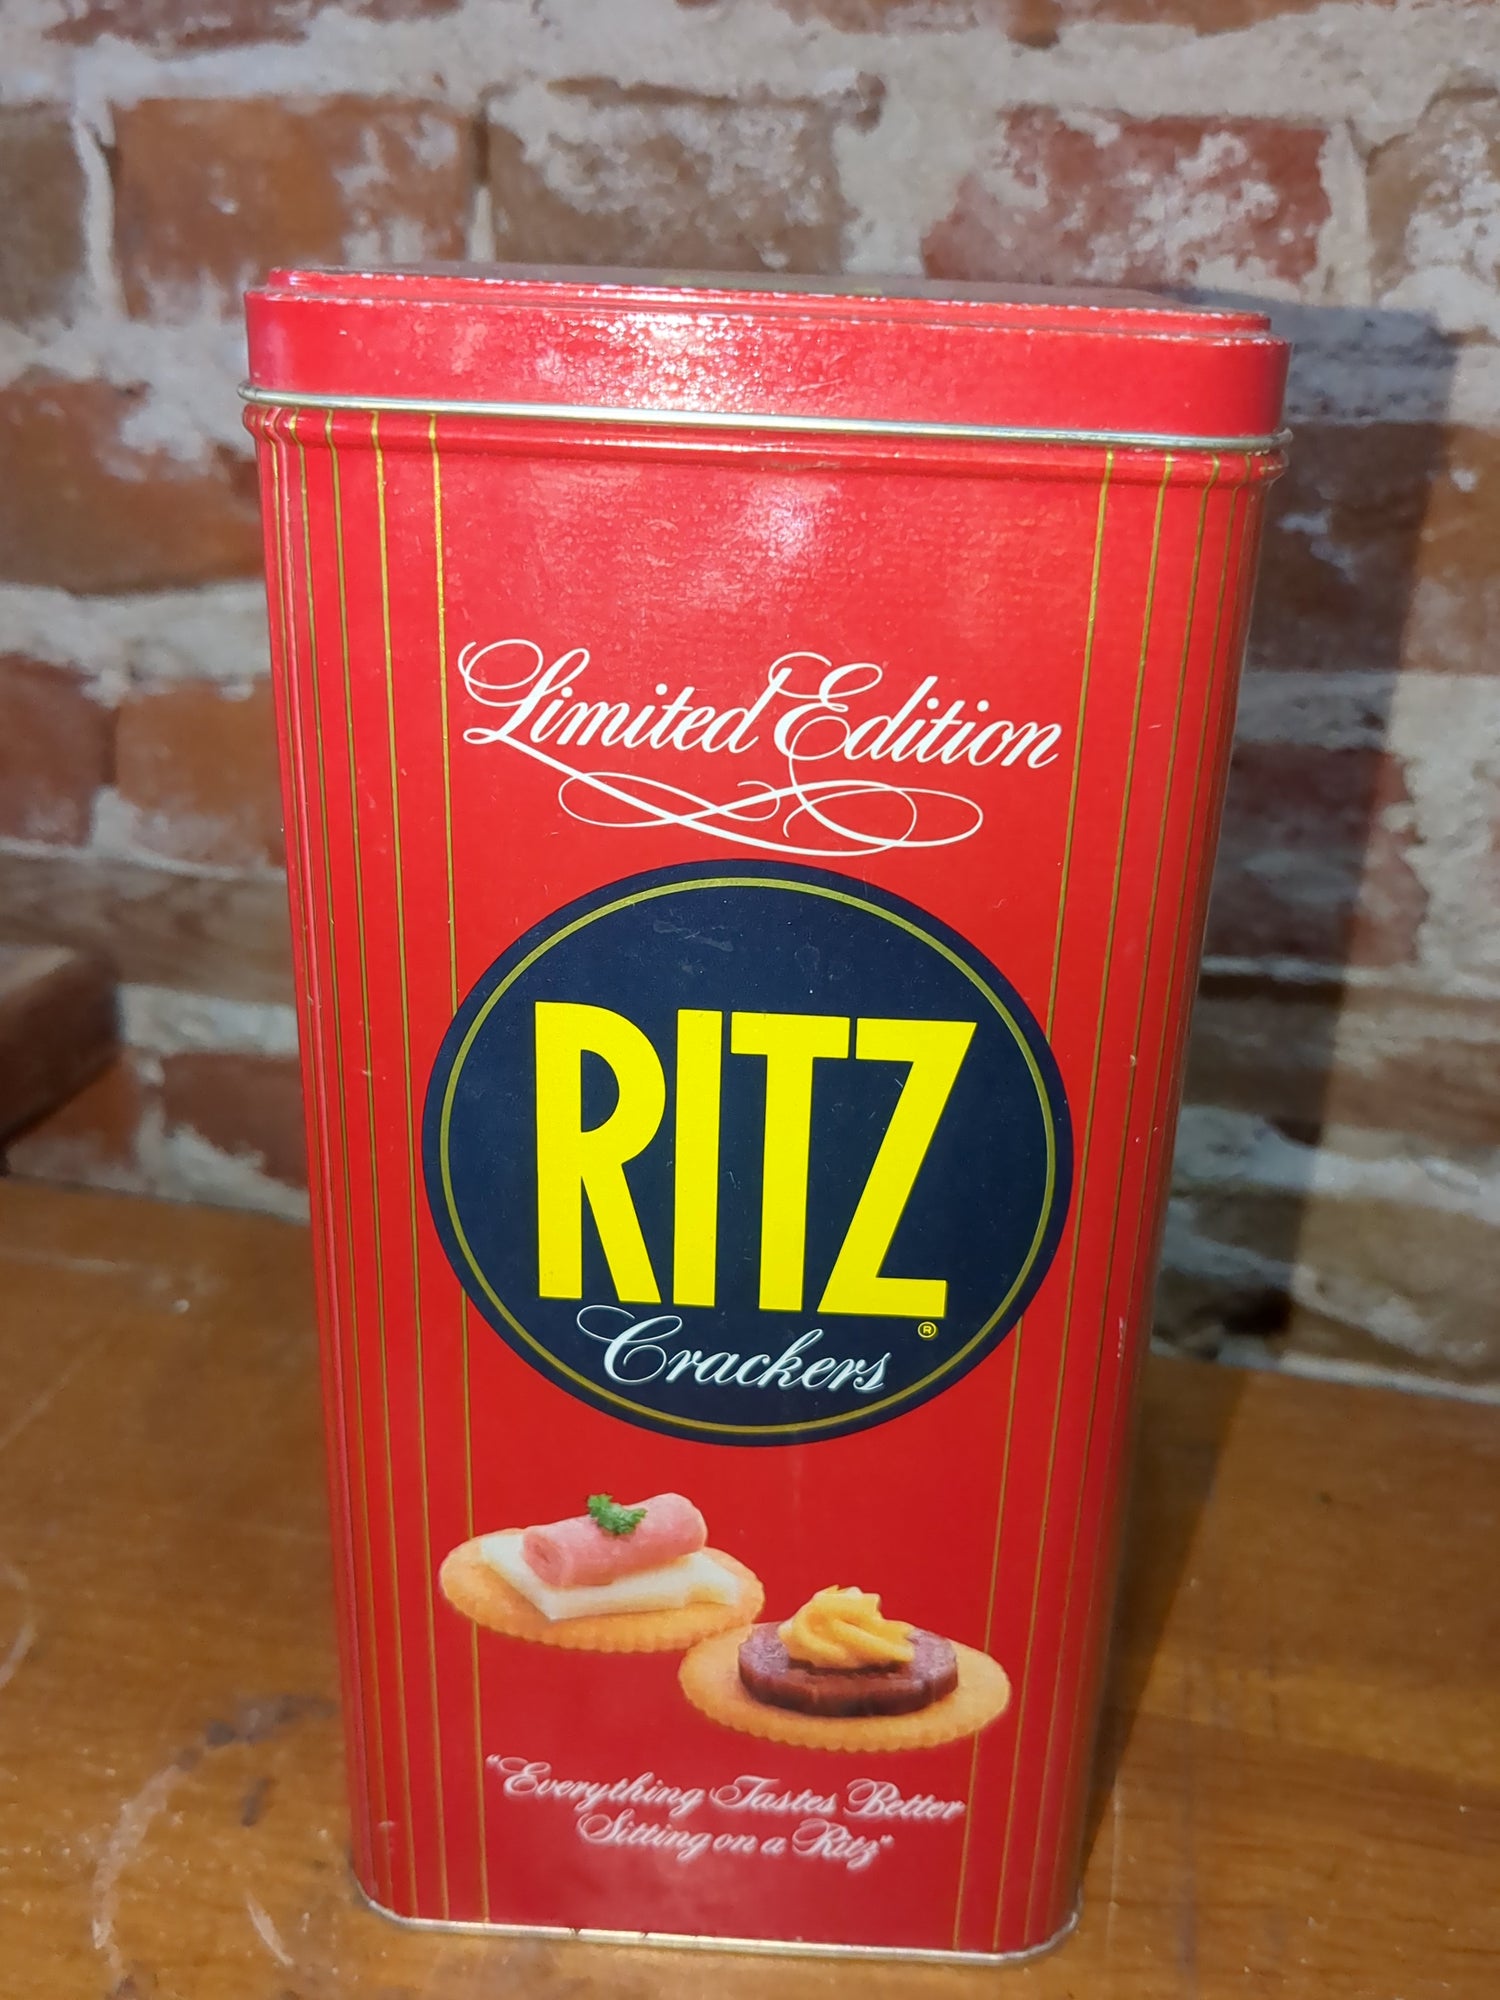 Limited Edition
RITZ®
Crackers
"Everything Tastes Better
Sitting on a Ritz"